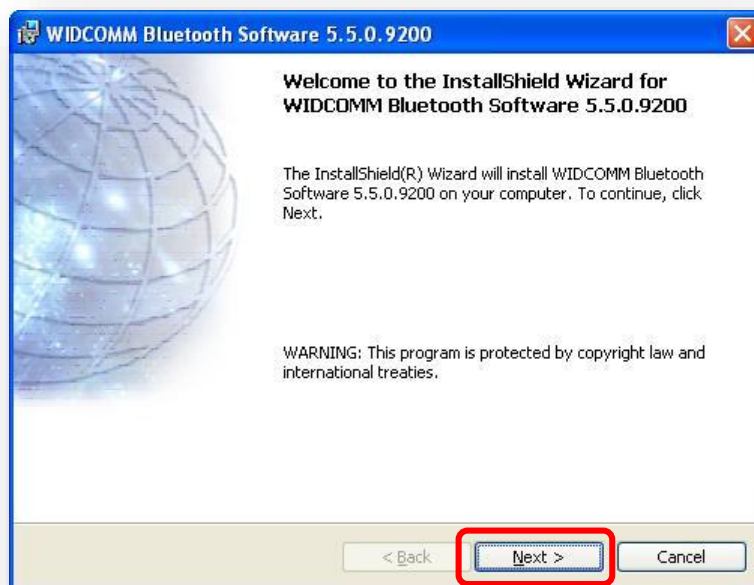 WIDCOMM Bluetooth Software 5.5.0.9200
Welcome to the InstallShield Wizard for
WIDCOMM Bluetooth Software 5.5.0.9200
The InstallShield(R) Wizard will install WIDCOMM Bluetooth
Software 5.5.0.9200 on your computer. To continue, click
Next.
WARNING: This program is protected by copyright law and
international treaties.
< Back Next > Cancel